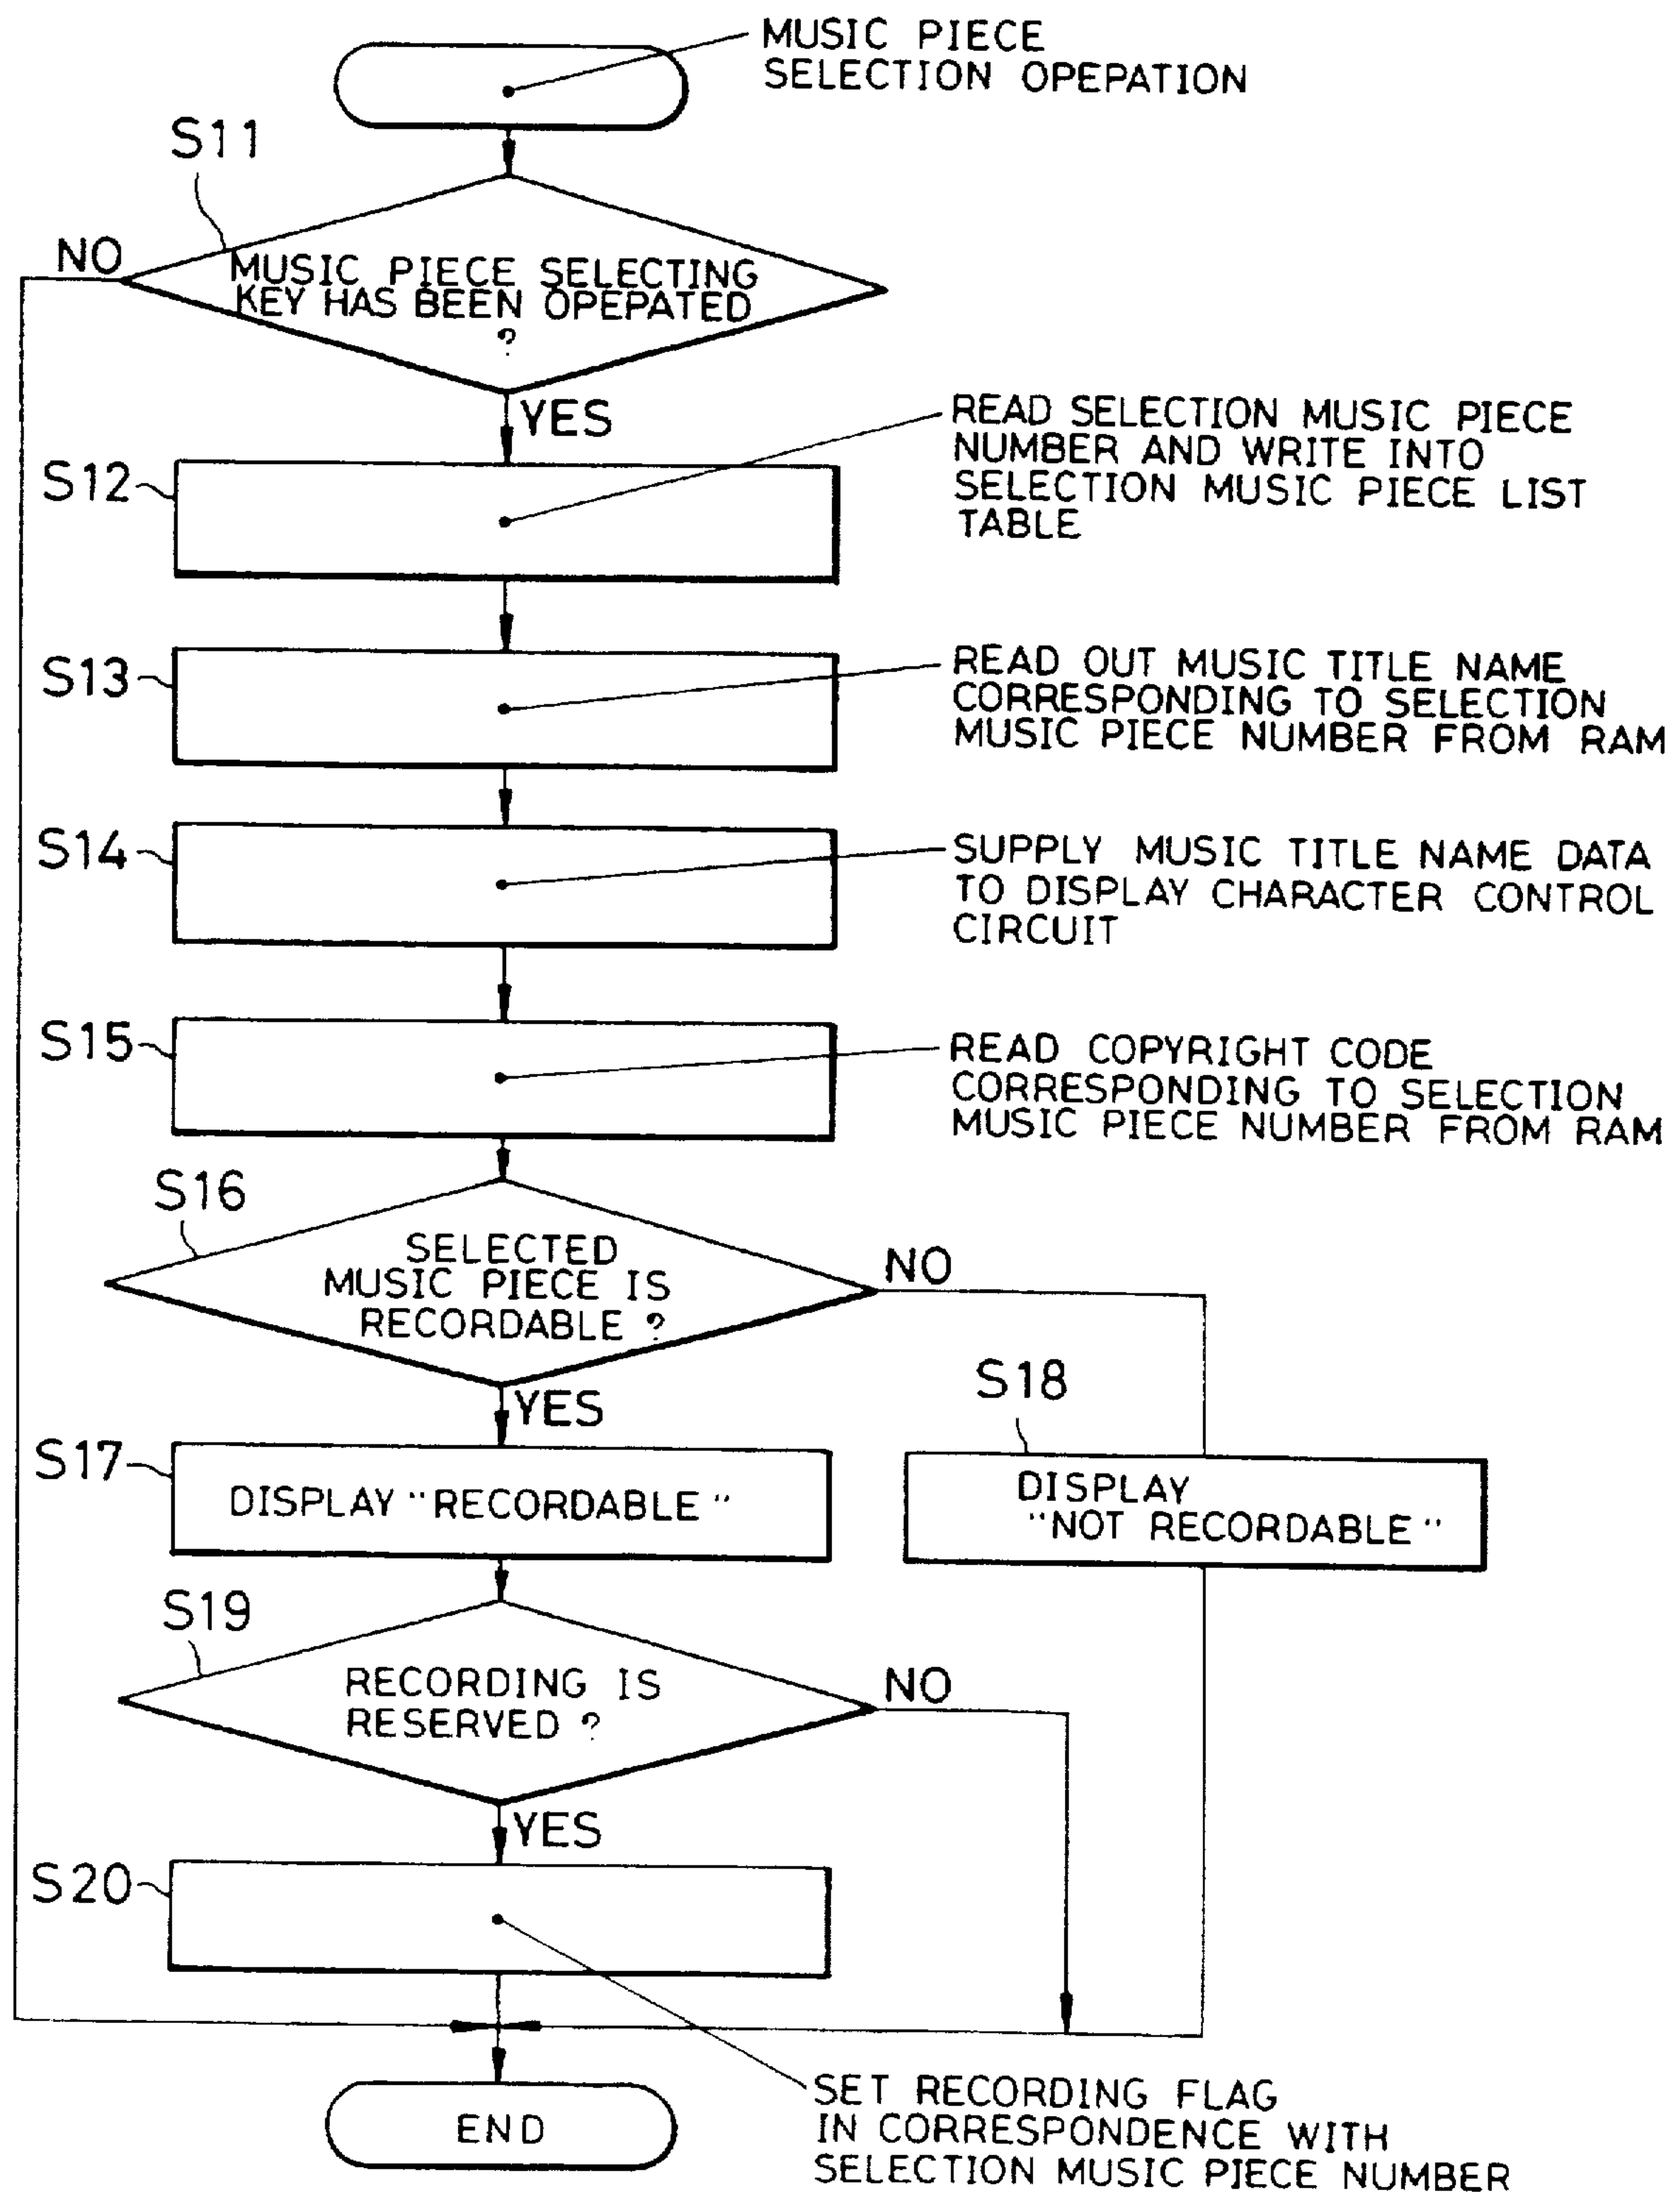 MUSIC PIECE
SELECTION OPEPATION
S11
NO
MUSIC PIECE SELECTING
KEY HAS BEEN OPEPATED
?
YES
S12
READ SELECTION MUSIC PIECE
NUMBER AND WRITE INTO
SELECTION MUSIC PIECE LIST
TABLE
S13
READ OUT MUSIC TITLE NAME
CORRESPONDING TO SELECTION
MUSIC PIECE NUMBER FROM RAM
S14
SUPPLY MUSIC TITLE NAME DATA
TO DISPLAY CHARACTER CONTROL
CIRCUIT
S15
READ COPYRIGHT CODE
CORRESPONDING TO SELECTION
MUSIC PIECE NUMBER FROM RAM
S16
SELECTED
MUSIC PIECE IS
RECORDABLE ?
NO
YES
S17
DISPLAY "RECORDABLE"
S18
DISPLAY
"NOT RECORDABLE"
S19
RECORDING IS
RESERVED ?
NO
YES
S20
SET RECORDING FLAG
IN CORRESPONDENCE WITH
SELECTION MUSIC PIECE NUMBER
END